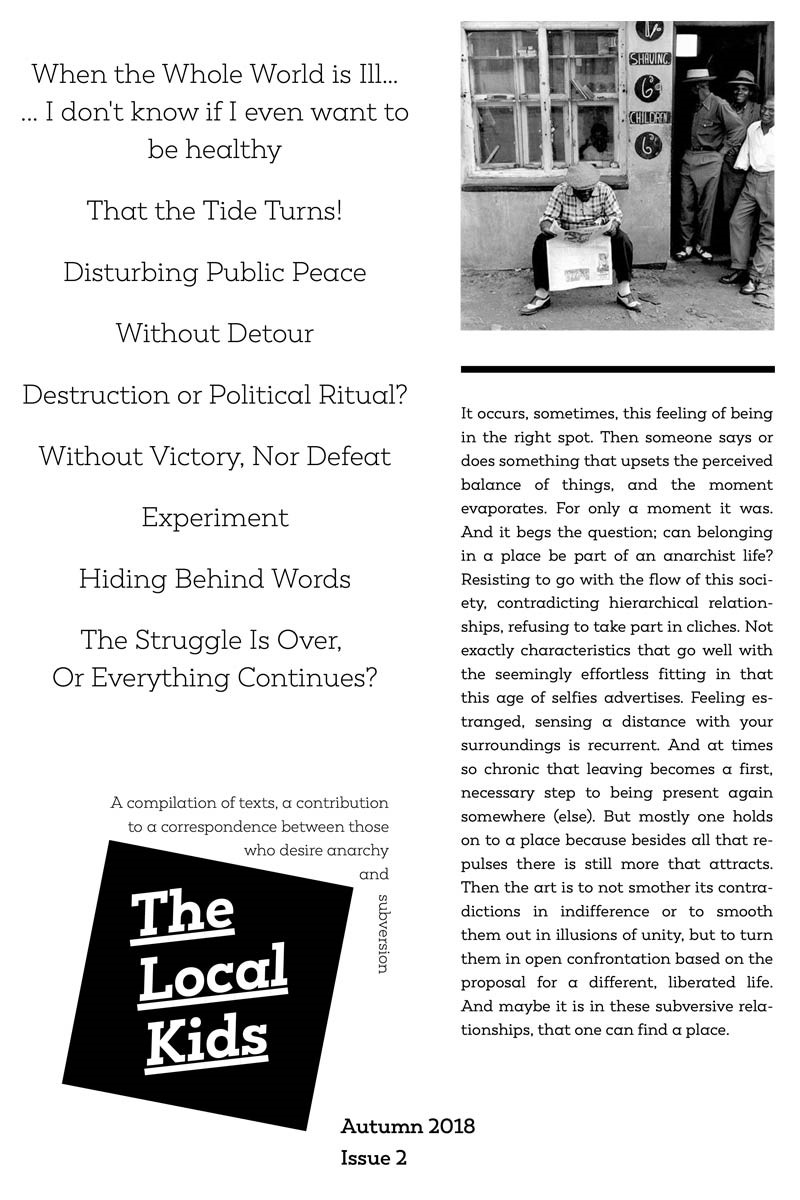 When the Whole World is Ill...
... I don't know if I even want to
be healthy
That the Tide Turns!
Disturbing Public Peace
Without Detour
Destruction or Political Ritual?
Without Victory, Nor Defeat
Experiment
Hiding Behind Words
The Struggle Is Over,
Or Everything Continues?
A compilation of texts, a contribution
to a correspondence between those
who desire anarchy
and
subversion
The
Local
Kids
SHAVING
CHILDREN
It occurs, sometimes, this feeling of being
in the right spot. Then someone says or
does something that upsets the perceived
balance of things, and the moment
evaporates. For only a moment it was.
And it begs the question; can belonging
in a place be part of an anarchist life?
Resisting to go with the flow of this soci-
ety, contradicting hierarchical relation-
ships, refusing to take part in cliches. Not
exactly characteristics that go well with
the seemingly effortless fitting in that
this age of selfies advertises. Feeling es-
tranged, sensing a distance with your
surroundings is recurrent. And at times
so chronic that leaving becomes a first,
necessary step to being present again
somewhere (else). But mostly one holds
on to a place because besides all that re-
pulses there is still more that attracts.
Then the art is to not smother its contra-
dictions in indifference or to smooth
them out in illusions of unity, but to turn
them in open confrontation based on the
proposal for a different, liberated life.
And maybe it is in these subversive rela-
tionships, that one can find a place.
Autumn 2018
Issue 2